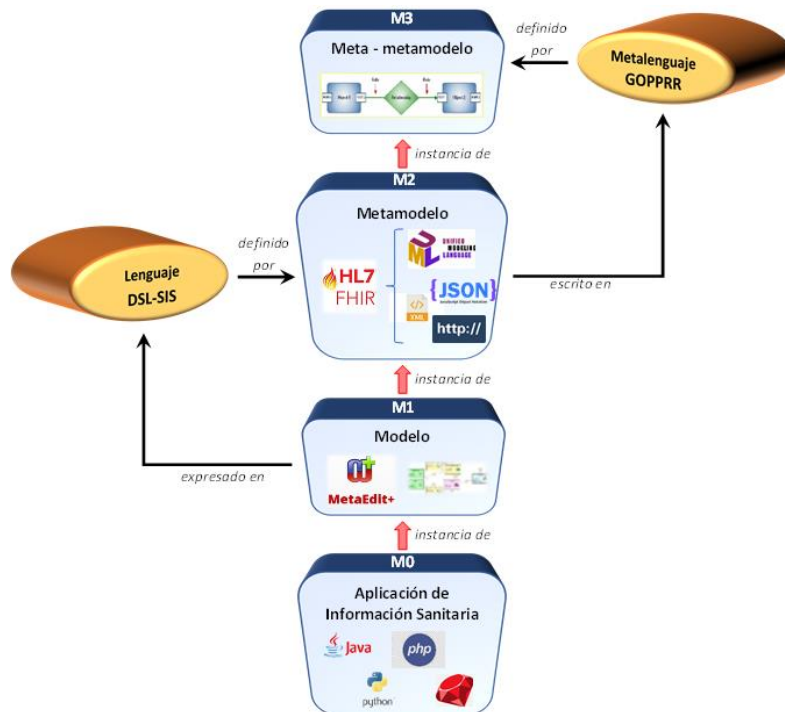 M3
Meta - metamodelo
definido
por
Metalenguaje
GOPPRR
instancia de
M2
Metamodelo
HL7
FHIR
UML
UNIFIED
MODELING
LANGUAGE
{JSON}
XML
http://
definido
por
Lenguaje
DSL-SIS
escrito en
instancia de
M1
Modelo
MetaEdit+
expresado en
instancia de
M0
Aplicación de
Información Sanitaria
Java
php
python